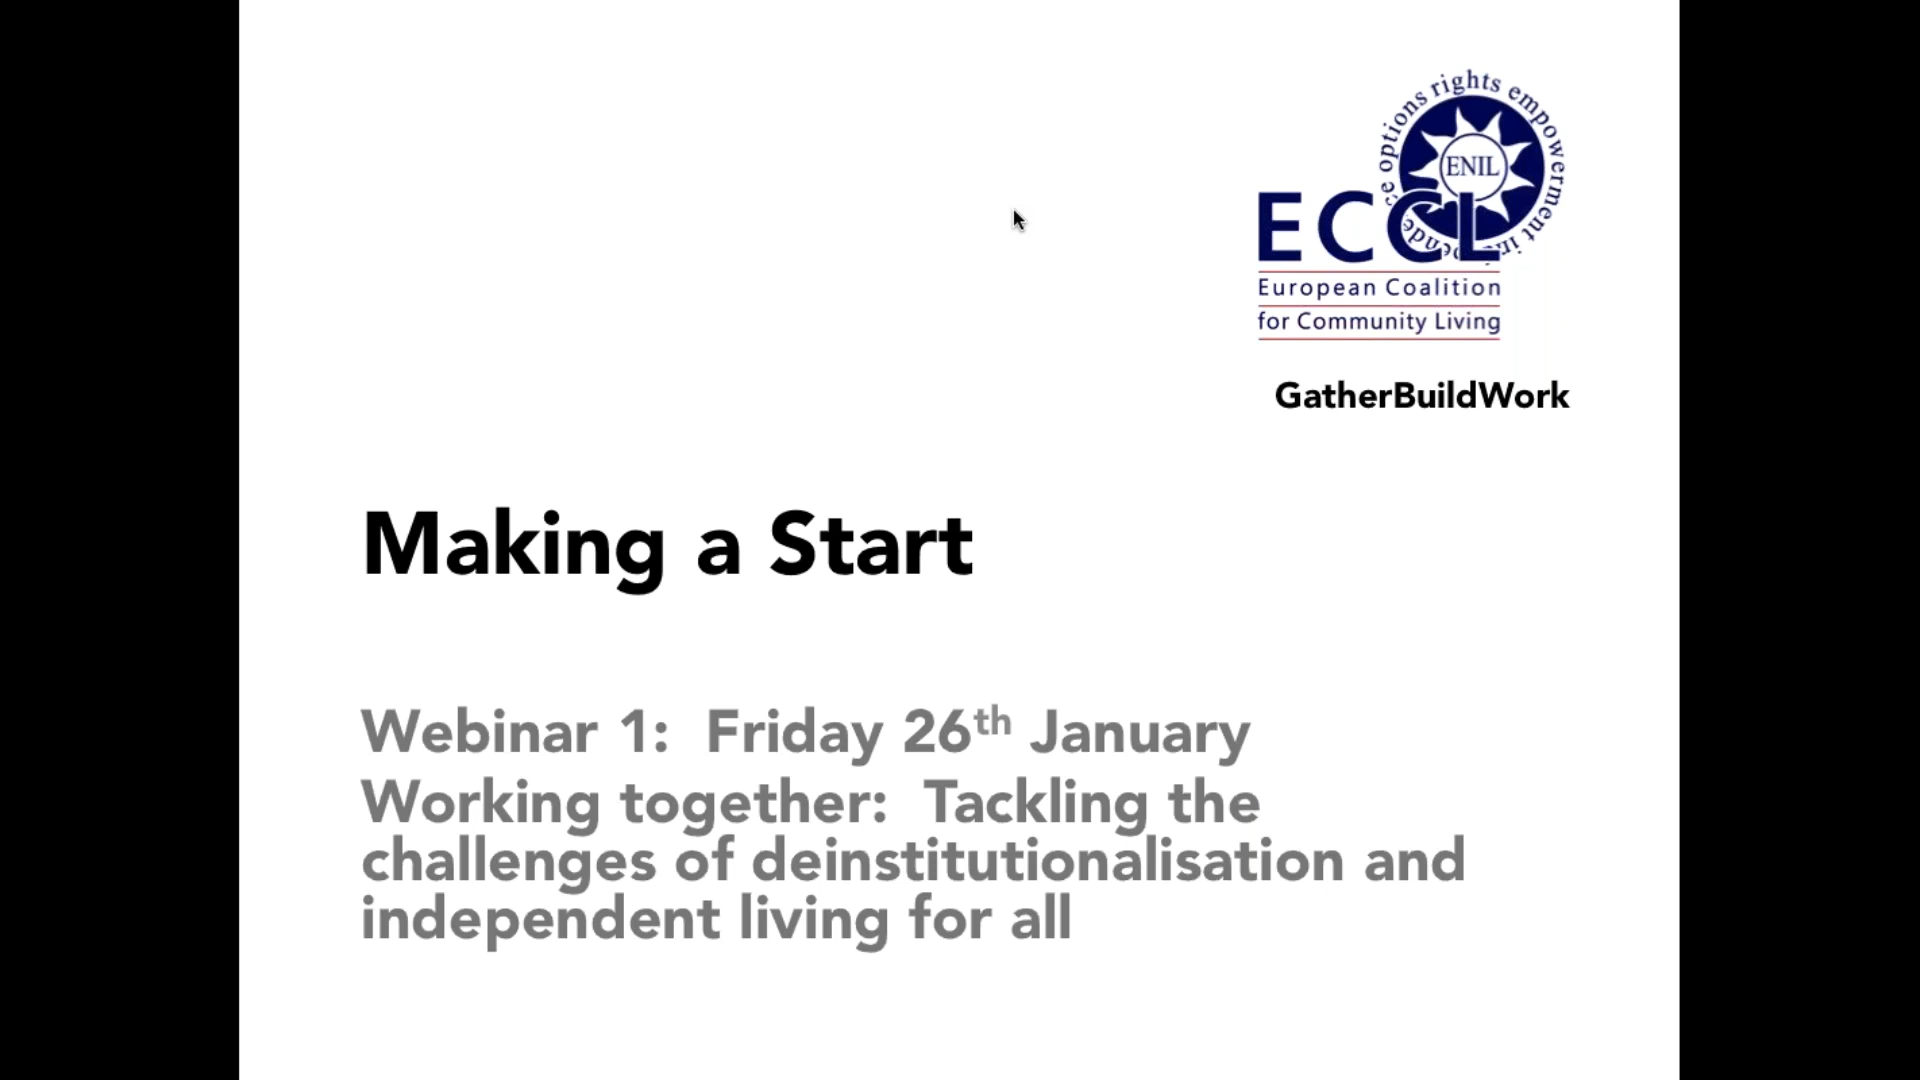 options rights empowerment
ENIL
ECCL
European Coalition
for Community Living
GatherBuildWork
Making a Start
Webinar 1:  Friday 26th January
Working together:  Tackling the
challenges of deinstitutionalisation and
independent living for all